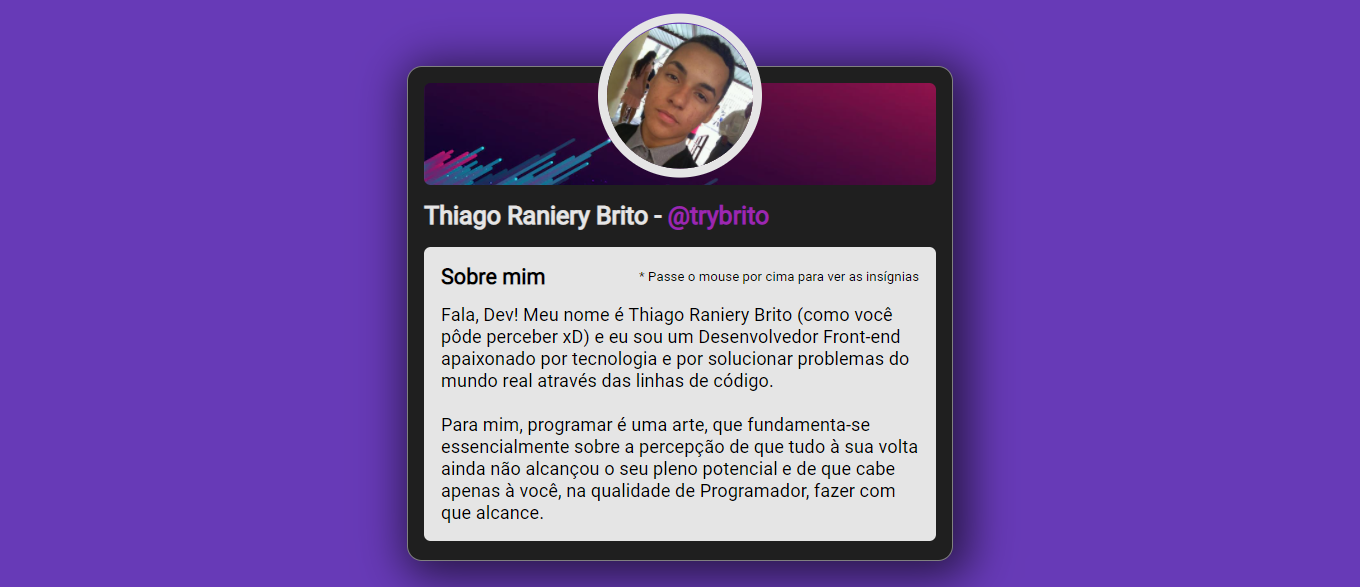 Thiago Raniery Brito - @trybrito
Sobre mim
* Passe o mouse por cima para ver as insígnias
Fala, Dev! Meu nome é Thiago Raniery Brito (como você
pôde perceber xD) e eu sou um Desenvolvedor Front-end
apaixonado por tecnologia e por solucionar problemas do
mundo real através das linhas de código.
Para mim, programar é uma arte, que fundamenta-se
essencialmente sobre a percepção de que tudo à sua volta
ainda não alcançou o seu pleno potencial e de que cabe
apenas à você, na qualidade de Programador, fazer com
que alcance.